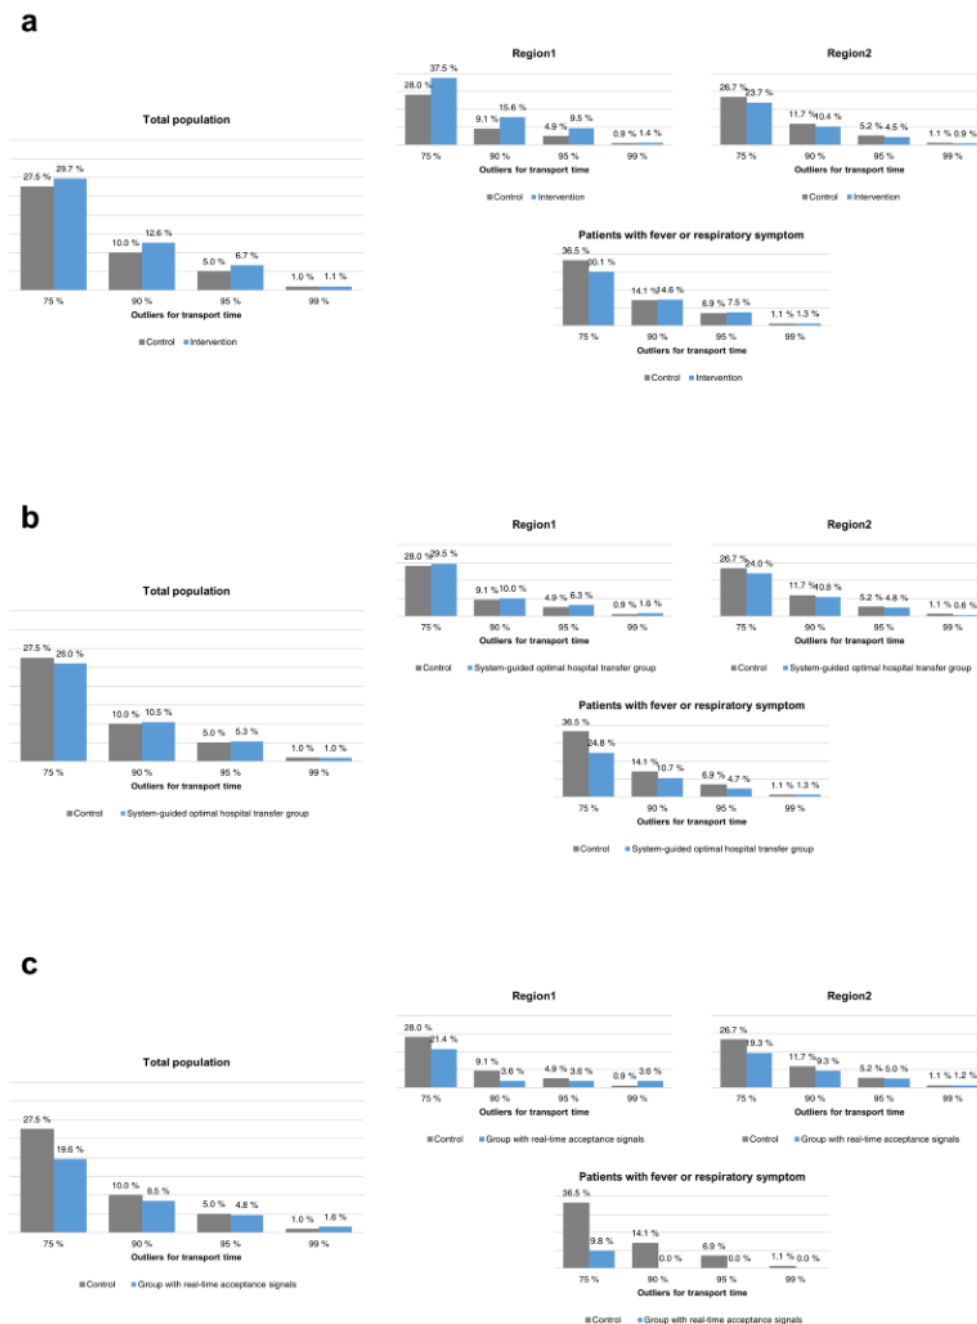 a
Total population
27.5 % 29.7 %
10.0 % 12.6 %
5.0 % 6.7 %
1.0 % 1.1 %
75 % 90 % 95 % 99 %
Outliers for transport time
Control Intervention
Region1
28.0 % 37.5 %
9.1 % 15.6 %
4.9 % 9.5 %
0.9 % 1.4 %
75 % 90 % 95 % 99 %
Outliers for transport time
Control Intervention
Region2
26.7 % 23.7 %
11.7 % 10.4 %
5.2 % 4.5 %
1.1 % 0.9 %
75 % 90 % 95 % 99 %
Outliers for transport time
Control Intervention
Patients with fever or respiratory symptom
36.5 % 30.1 %
14.1 % 14.6 %
6.9 % 7.5 %
1.1 % 1.3 %
75 % 90 % 95 % 99 %
Outliers for transport time
Control Intervention
b
Total population
27.5 % 26.0 %
10.0 % 10.5 %
5.0 % 5.3 %
1.0 % 1.0 %
75 % 90 % 95 % 99 %
Outliers for transport time
Control System-guided optimal hospital transfer group
Region1
28.0 % 29.5 %
9.1 % 10.0 %
4.9 % 6.3 %
0.9 % 1.6 %
75 % 90 % 95 % 99 %
Outliers for transport time
Control System-guided optimal hospital transfer group
Region2
26.7 % 24.0 %
11.7 % 10.8 %
5.2 % 4.8 %
1.1 % 0.6 %
75 % 90 % 95 % 99 %
Outliers for transport time
Control System-guided optimal hospital transfer group
Patients with fever or respiratory symptom
36.5 % 24.8 %
14.1 % 10.7 %
6.9 % 4.7 %
1.1 % 1.3 %
75 % 90 % 95 % 99 %
Outliers for transport time
Control System-guided optimal hospital transfer group
c
Total population
27.5 % 19.6 %
10.0 % 8.5 %
5.0 % 4.8 %
1.0 % 1.6 %
75 % 90 % 95 % 99 %
Outliers for transport time
Control Group with real-time acceptance signals
Region1
28.0 % 21.4 %
9.1 % 3.6 %
4.9 % 3.6 %
0.9 % 3.6 %
75 % 90 % 95 % 99 %
Outliers for transport time
Control Group with real-time acceptance signals
Region2
26.7 % 19.3 %
11.7 % 9.3 %
5.2 % 5.0 %
1.1 % 1.2 %
75 % 90 % 95 % 99 %
Outliers for transport time
Control Group with real-time acceptance signals
Patients with fever or respiratory symptom
36.5 % 9.8 %
14.1 % 0.0 %
6.9 % 0.0 %
1.1 % 0.0 %
75 % 90 % 95 % 99 %
Outliers for transport time
Control Group with real-time acceptance signals